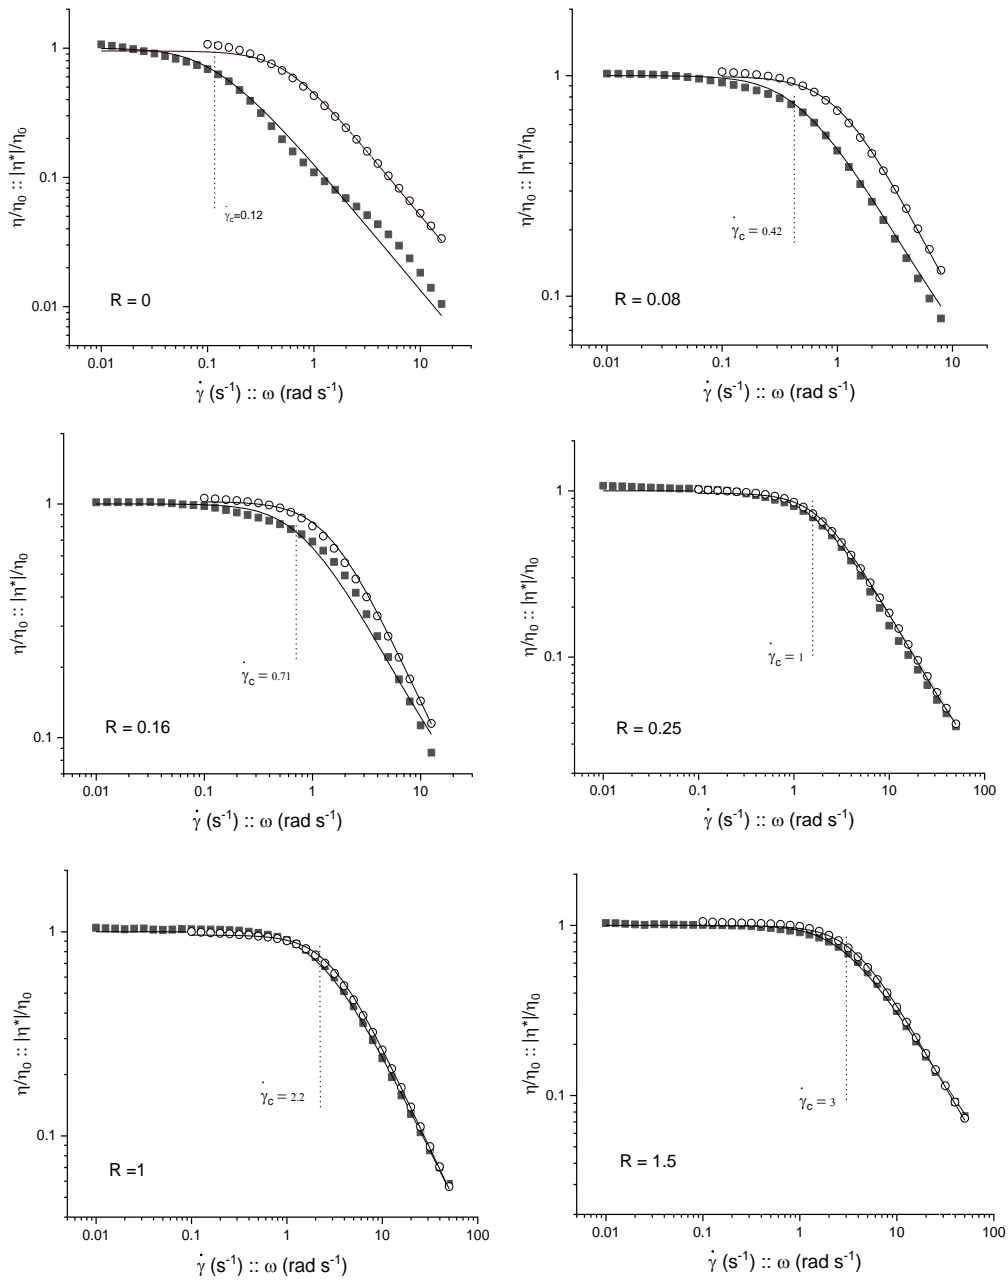 1
0.1
0.01
η/η0 :: |η*|/η0
γ̇c=0.12
R = 0
0.01 0.1 1 10
γ̇ (s-1) :: ω (rad s-1)
1
0.1
η/η0 :: |η*|/η0
γ̇c = 0.42
R = 0.08
0.01 0.1 1 10
γ̇ (s-1) :: ω (rad s-1)
1
0.1
η/η0 :: |η*|/η0
γ̇c = 0.71
R = 0.16
0.01 0.1 1 10
γ̇ (s-1) :: ω (rad s-1)
1
0.1
η/η0 :: |η*|/η0
γ̇c = 1
R = 0.25
0.01 0.1 1 10 100
γ̇ (s-1) :: ω (rad s-1)
1
0.1
η/η0 :: |η*|/η0
γ̇c = 2.2
R =1
0.01 0.1 1 10 100
γ̇ (s-1) :: ω (rad s-1)
1
0.1
η/η0 :: |η*|/η0
γ̇c = 3
R = 1.5
0.01 0.1 1 10 100
γ̇ (s-1) :: ω (rad s-1)